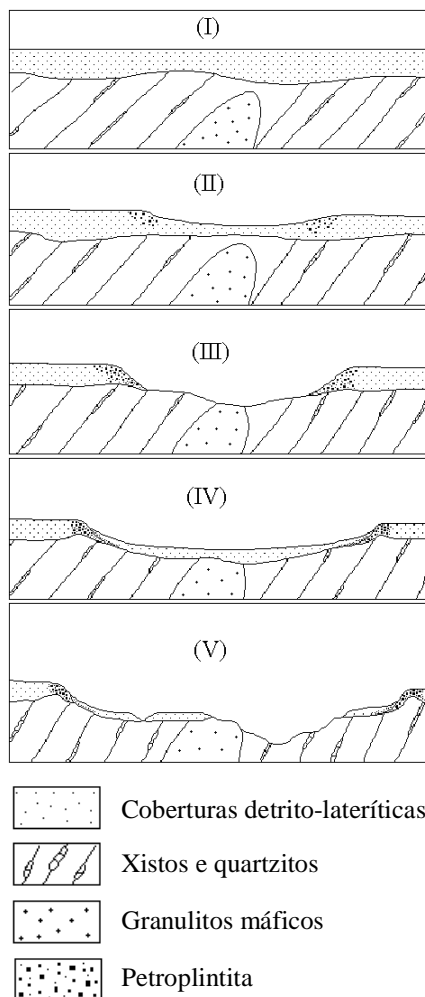 (I)
(II)
(III)
(IV)
(V)
Coberturas detrito-lateríticas
Xistos e quartzitos
Granulitos máficos
Petroplintita